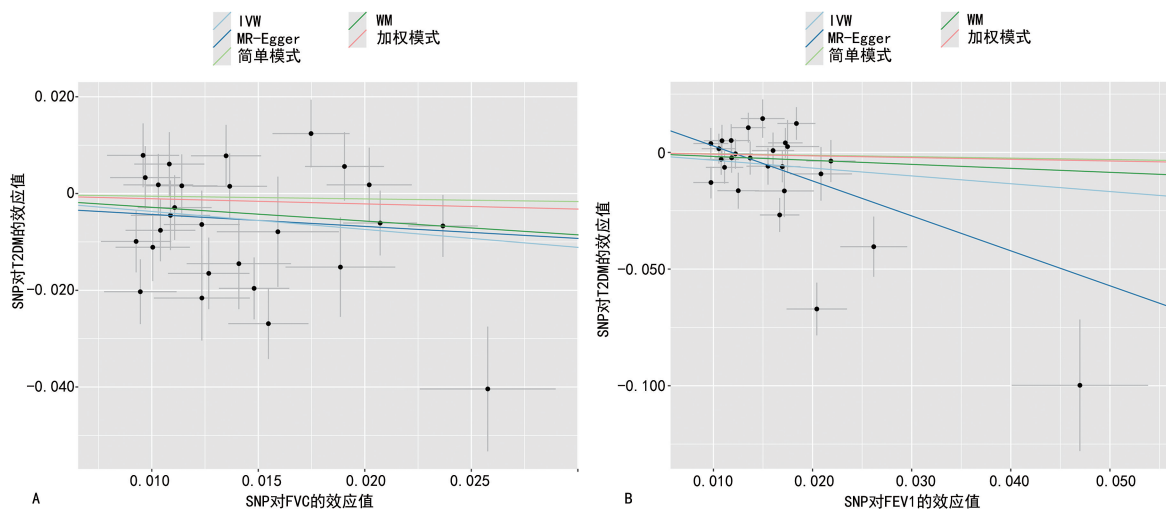 IVW
MR-Egger
简单模式
WM
加权模式
0.020
0
-0.020
-0.040
SNP对T2DM的效应值
0.010
0.015
0.020
0.025
SNP对FVC的效应值
A
IVW
MR-Egger
简单模式
WM
加权模式
0
-0.050
-0.100
SNP对T2DM的效应值
0.010
0.020
0.030
0.040
0.050
SNP对FEV1的效应值
B